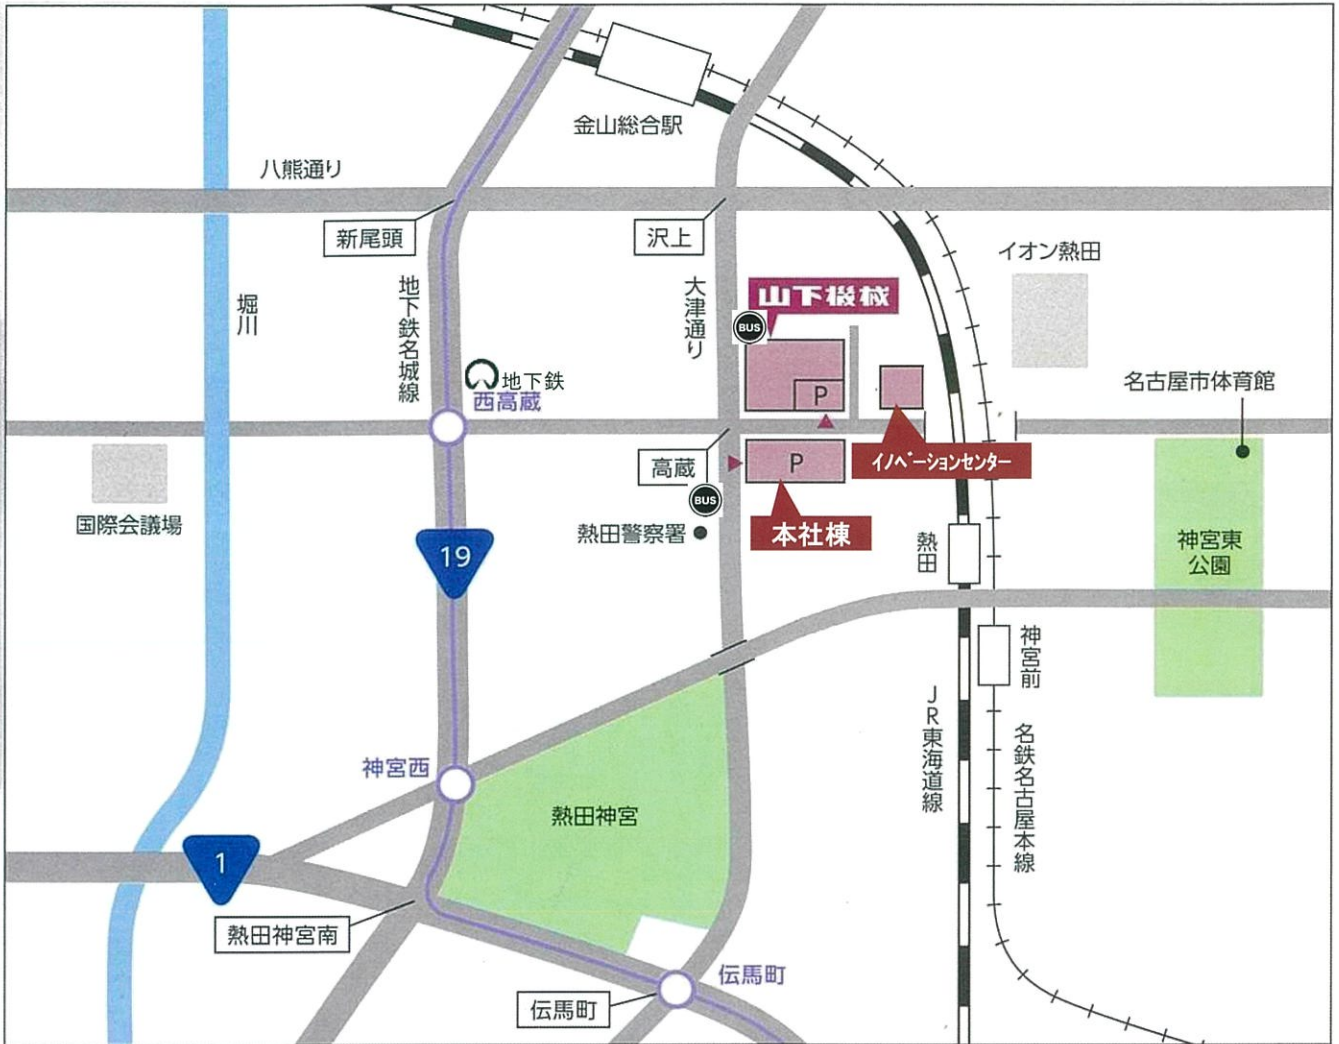 金山総合駅
八熊通り
新尾頭
沢上
イオン熱田
堀川
地下鉄名城線
大津通り
山下機械
BUS
地下鉄
西高蔵
P
名古屋市体育館
高蔵
P
イノベーションセンター
BUS
国際会議場
熱田警察署
本社棟
19
熱田
神宮東
公園
神宮前
JR東海道線
名鉄名古屋本線
神宮西
熱田神宮
1
熱田神宮南
伝馬町
伝馬町